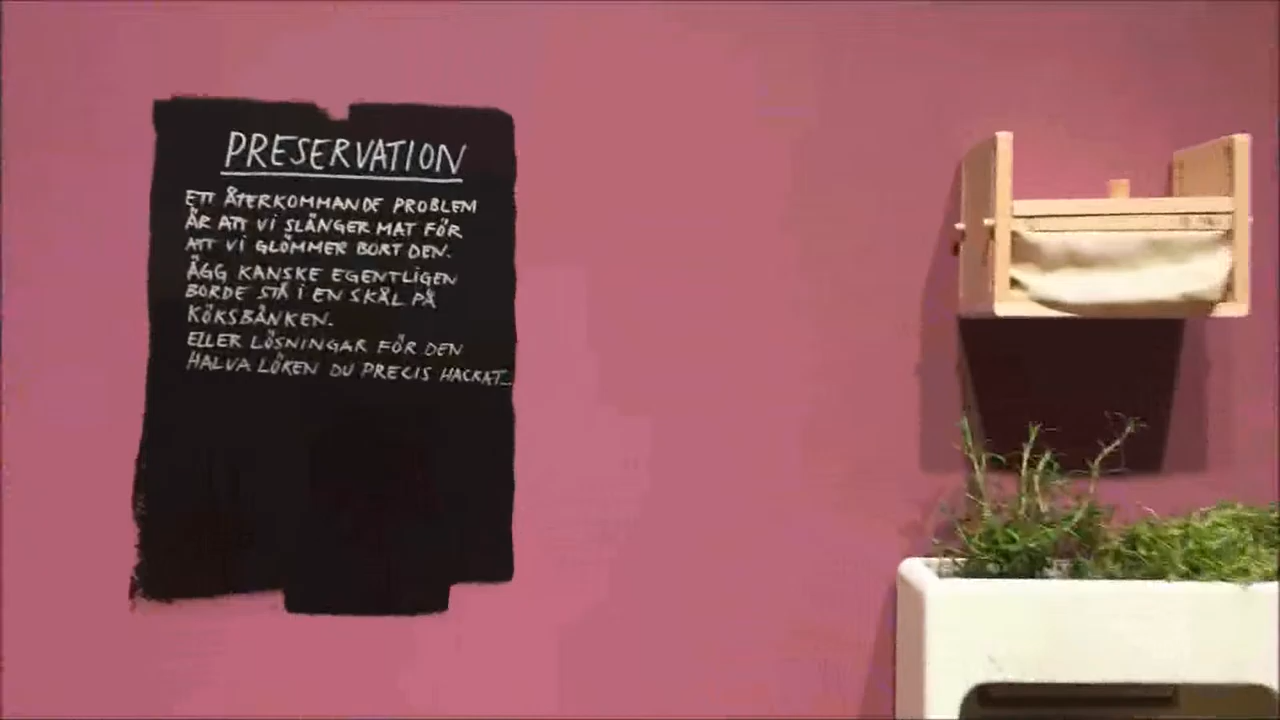 PRESERVATION
ETT ÅTERKOMMANDE PROBLEM
ÄR ATT VI SLÄNGER MAT FÖR
ATT VI GLÖMMER BORT DEN.
ÄGG KANSKE EGENTLIGEN
BORDE STÅ I EN SKÅL PÅ
KÖKSBÄNKEN.
ELLER LÖSNINGAR FÖR DEN
HALVA LÖKEN DU PRECIS HACKAT...